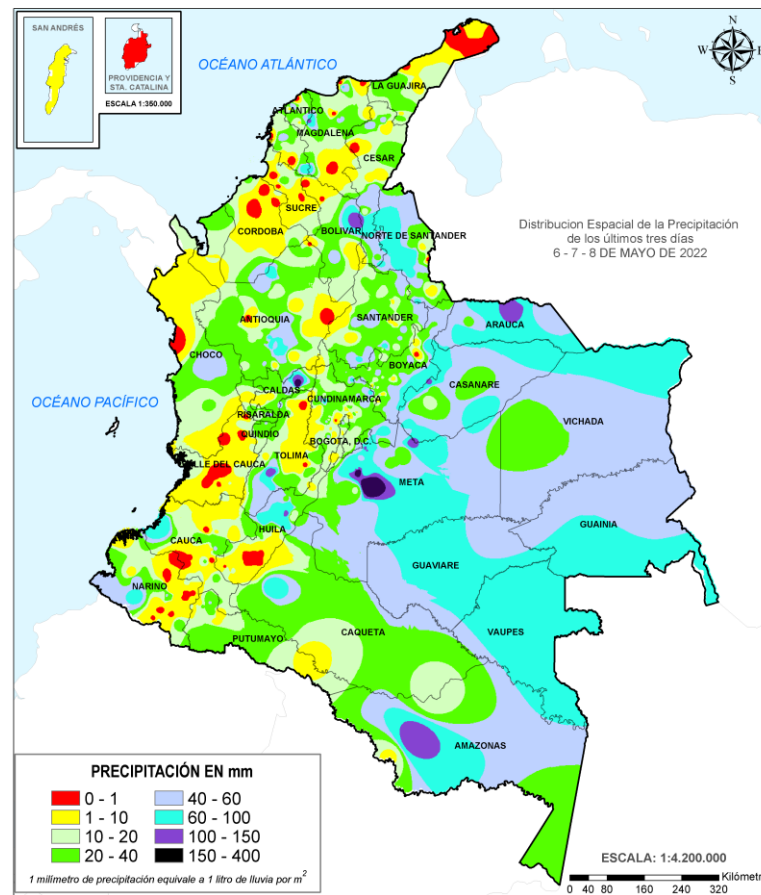 SAN ANDRÉS
PROVIDENCIA Y
STA. CATALINA
ESCALA 1:350.000
OCÉANO ATLÁNTICO
N
W
E
S
LA GUAJIRA
ATLANTICO
MAGDALENA
CESAR
SUCRE
CORDOBA
BOLIVAR
NORTE DE SANTANDER
Distribucion Espacial de la Precipitación
de los últimos tres días
6 - 7 - 8 DE MAYO DE 2022
ANTIOQUIA
SANTANDER
ARAUCA
CHOCO
BOYACA
CASANARE
CALDAS
CUNDINAMARCA
OCÉANO PACÍFICO
RISARALDA
VICHADA
QUINDIO
BOGOTA, D.C.
TOLIMA
VALLE DEL CAUCA
META
GUAINIA
HUILA
CAUCA
GUAVIARE
NARIÑO
VAUPES
CAQUETA
PUTUMAYO
AMAZONAS
PRECIPITACIÓN EN mm
0 - 1
40 - 60
1 - 10
60 - 100
10 - 20
100 - 150
20 - 40
150 - 400
1 milímetro de precipitación equivale a 1 litro de lluvia por m²
ESCALA: 1:4.200.000
Kilómet
0 40 80 160 240 320